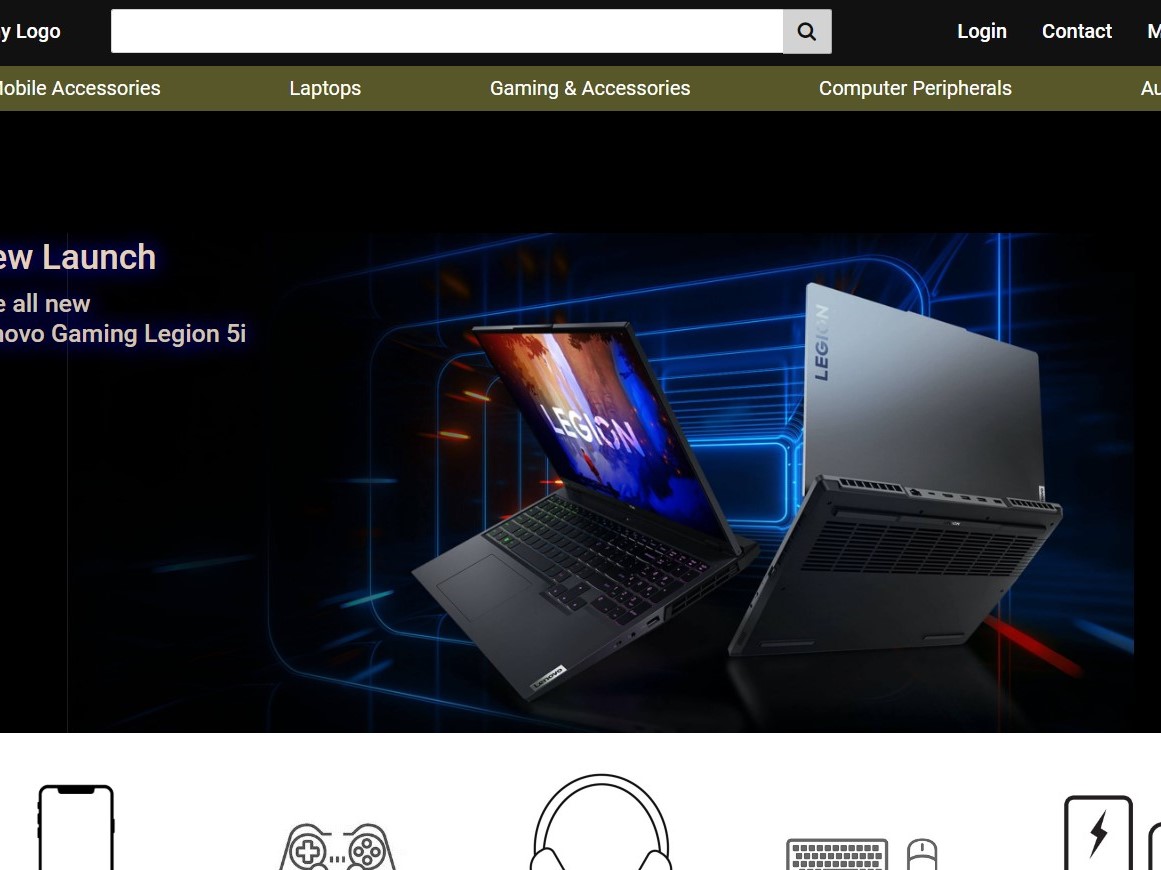 y Logo
Login
Contact
M
obile Accessories
Laptops
Gaming & Accessories
Computer Peripherals
Au
ew Launch
e all new
novo Gaming Legion 5i
LEGION
LEGION
Lenovo